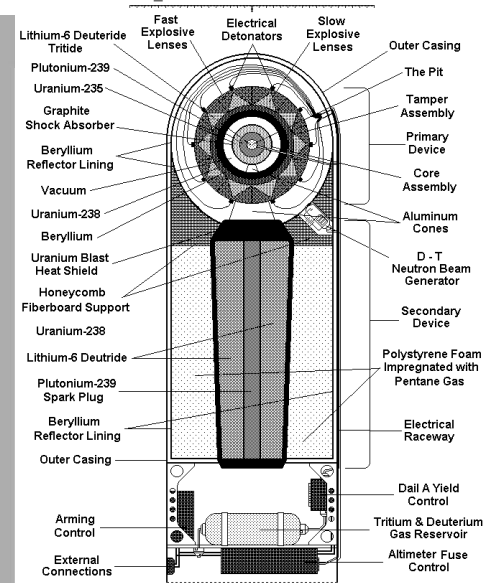 Fast
Explosive
Lenses
Electrical
Detonators
Slow
Explosive
Lenses
Lithium-6 Deuteride
Tritide
Plutonium-239
Uranium-235
Graphite
Shock Absorber
Beryllium
Reflector Lining
Vacuum
Uranium-238
Beryllium
Uranium Blast
Heat Shield
Honeycomb
Fiberboard Support
Uranium-238
Lithium-6 Deutride
Plutonium-239
Spark Plug
Beryllium
Reflector Lining
Outer Casing
Arming
Control
External
Connections
Outer Casing
The Pit
Tamper
Assembly
Primary
Device
Core
Assembly
Aluminum
Cones
D - T
Neutron Beam
Generator
Secondary
Device
Polystyrene Foam
Impregnated with
Pentane Gas
Electrical
Raceway
Dail A Yield
Control
Tritium & Deuterium
Gas Reservoir
Altimeter Fuse
Control